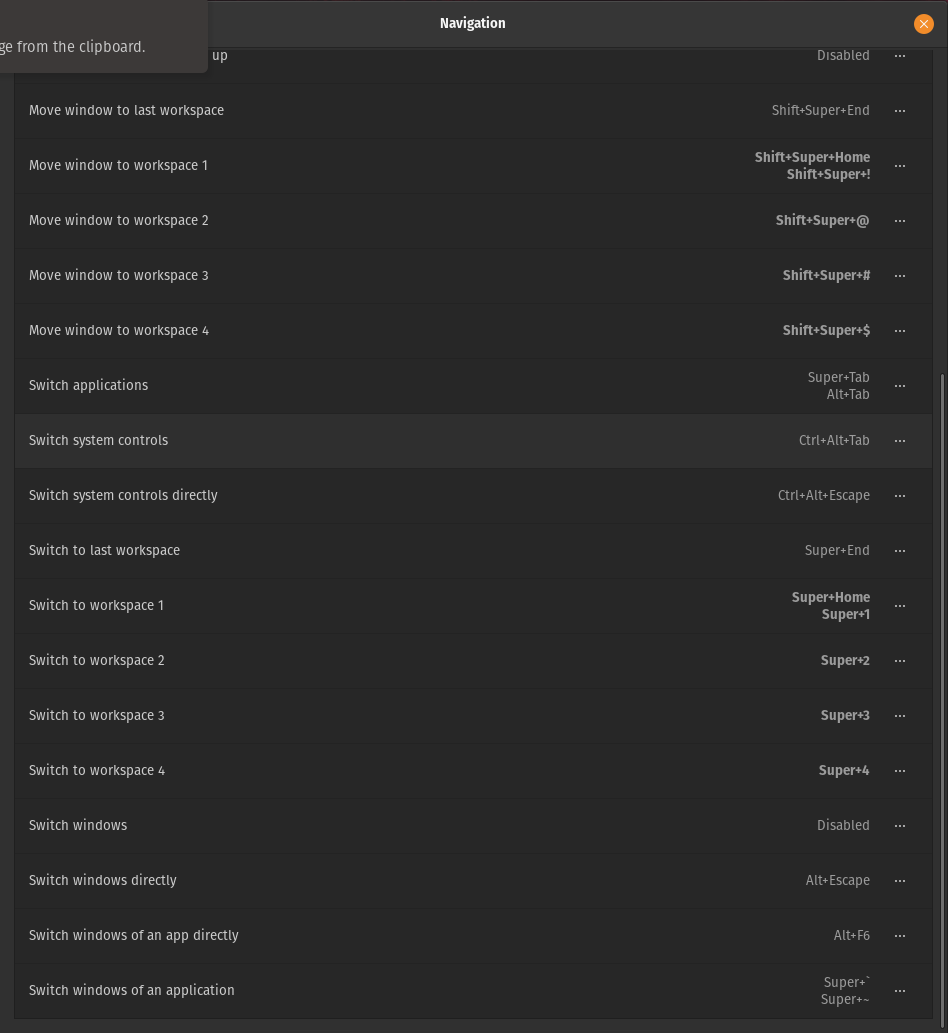 Navigation
ge from the clipboard.
up Disabled ...
Move window to last workspace Shift+Super+End ...
Move window to workspace 1 Shift+Super+Home
Shift+Super+! ...
Move window to workspace 2 Shift+Super+@ ...
Move window to workspace 3 Shift+Super+# ...
Move window to workspace 4 Shift+Super+$ ...
Switch applications Super+Tab
Alt+Tab ...
Switch system controls Ctrl+Alt+Tab ...
Switch system controls directly Ctrl+Alt+Escape ...
Switch to last workspace Super+End ...
Switch to workspace 1 Super+Home
Super+1 ...
Switch to workspace 2 Super+2 ...
Switch to workspace 3 Super+3 ...
Switch to workspace 4 Super+4 ...
Switch windows Disabled ...
Switch windows directly Alt+Escape ...
Switch windows of an app directly Alt+F6 ...
Switch windows of an application Super+`
Super+~ ...